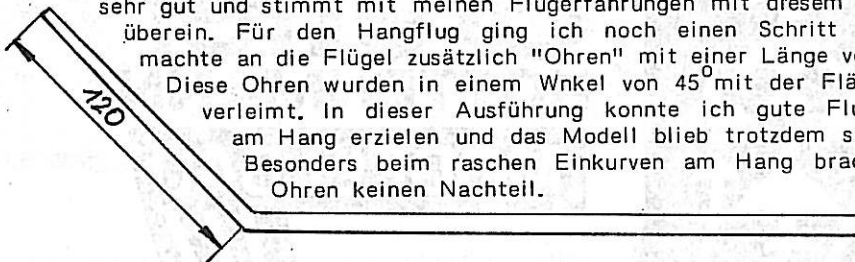 sehr gut und stimmt mit meinen Flugerfahrungen mit diesem
überein. Für den Hangflug ging ich noch einen Schritt
machte an die Flügel zusätzlich "Ohren" mit einer Länge
Diese Ohren wurden in einem Wnkel von 45° mit der
verleimt. In dieser Ausführung konnte ich gute
am Hang erzielen und das Modell blieb trotzdem
Besonders beim raschen Einkurven am Hang
Ohren keinen Nachteil.
120